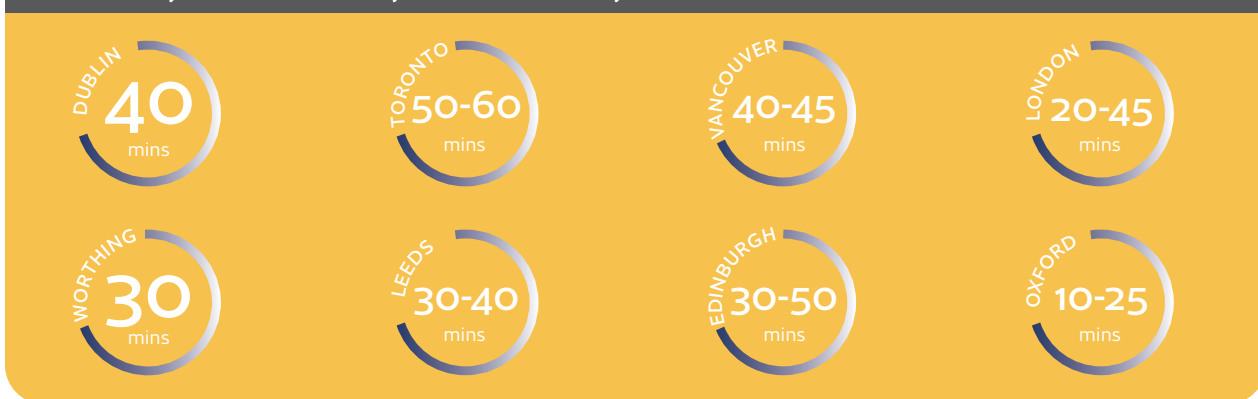 DUBLIN
40
mins
TORONTO
50-60
mins
VANCOUVER
40-45
mins
LONDON
20-45
mins
WORTHING
30
mins
LEEDS
30-40
mins
EDINBURGH
30-50
mins
OXFORD
10-25
mins